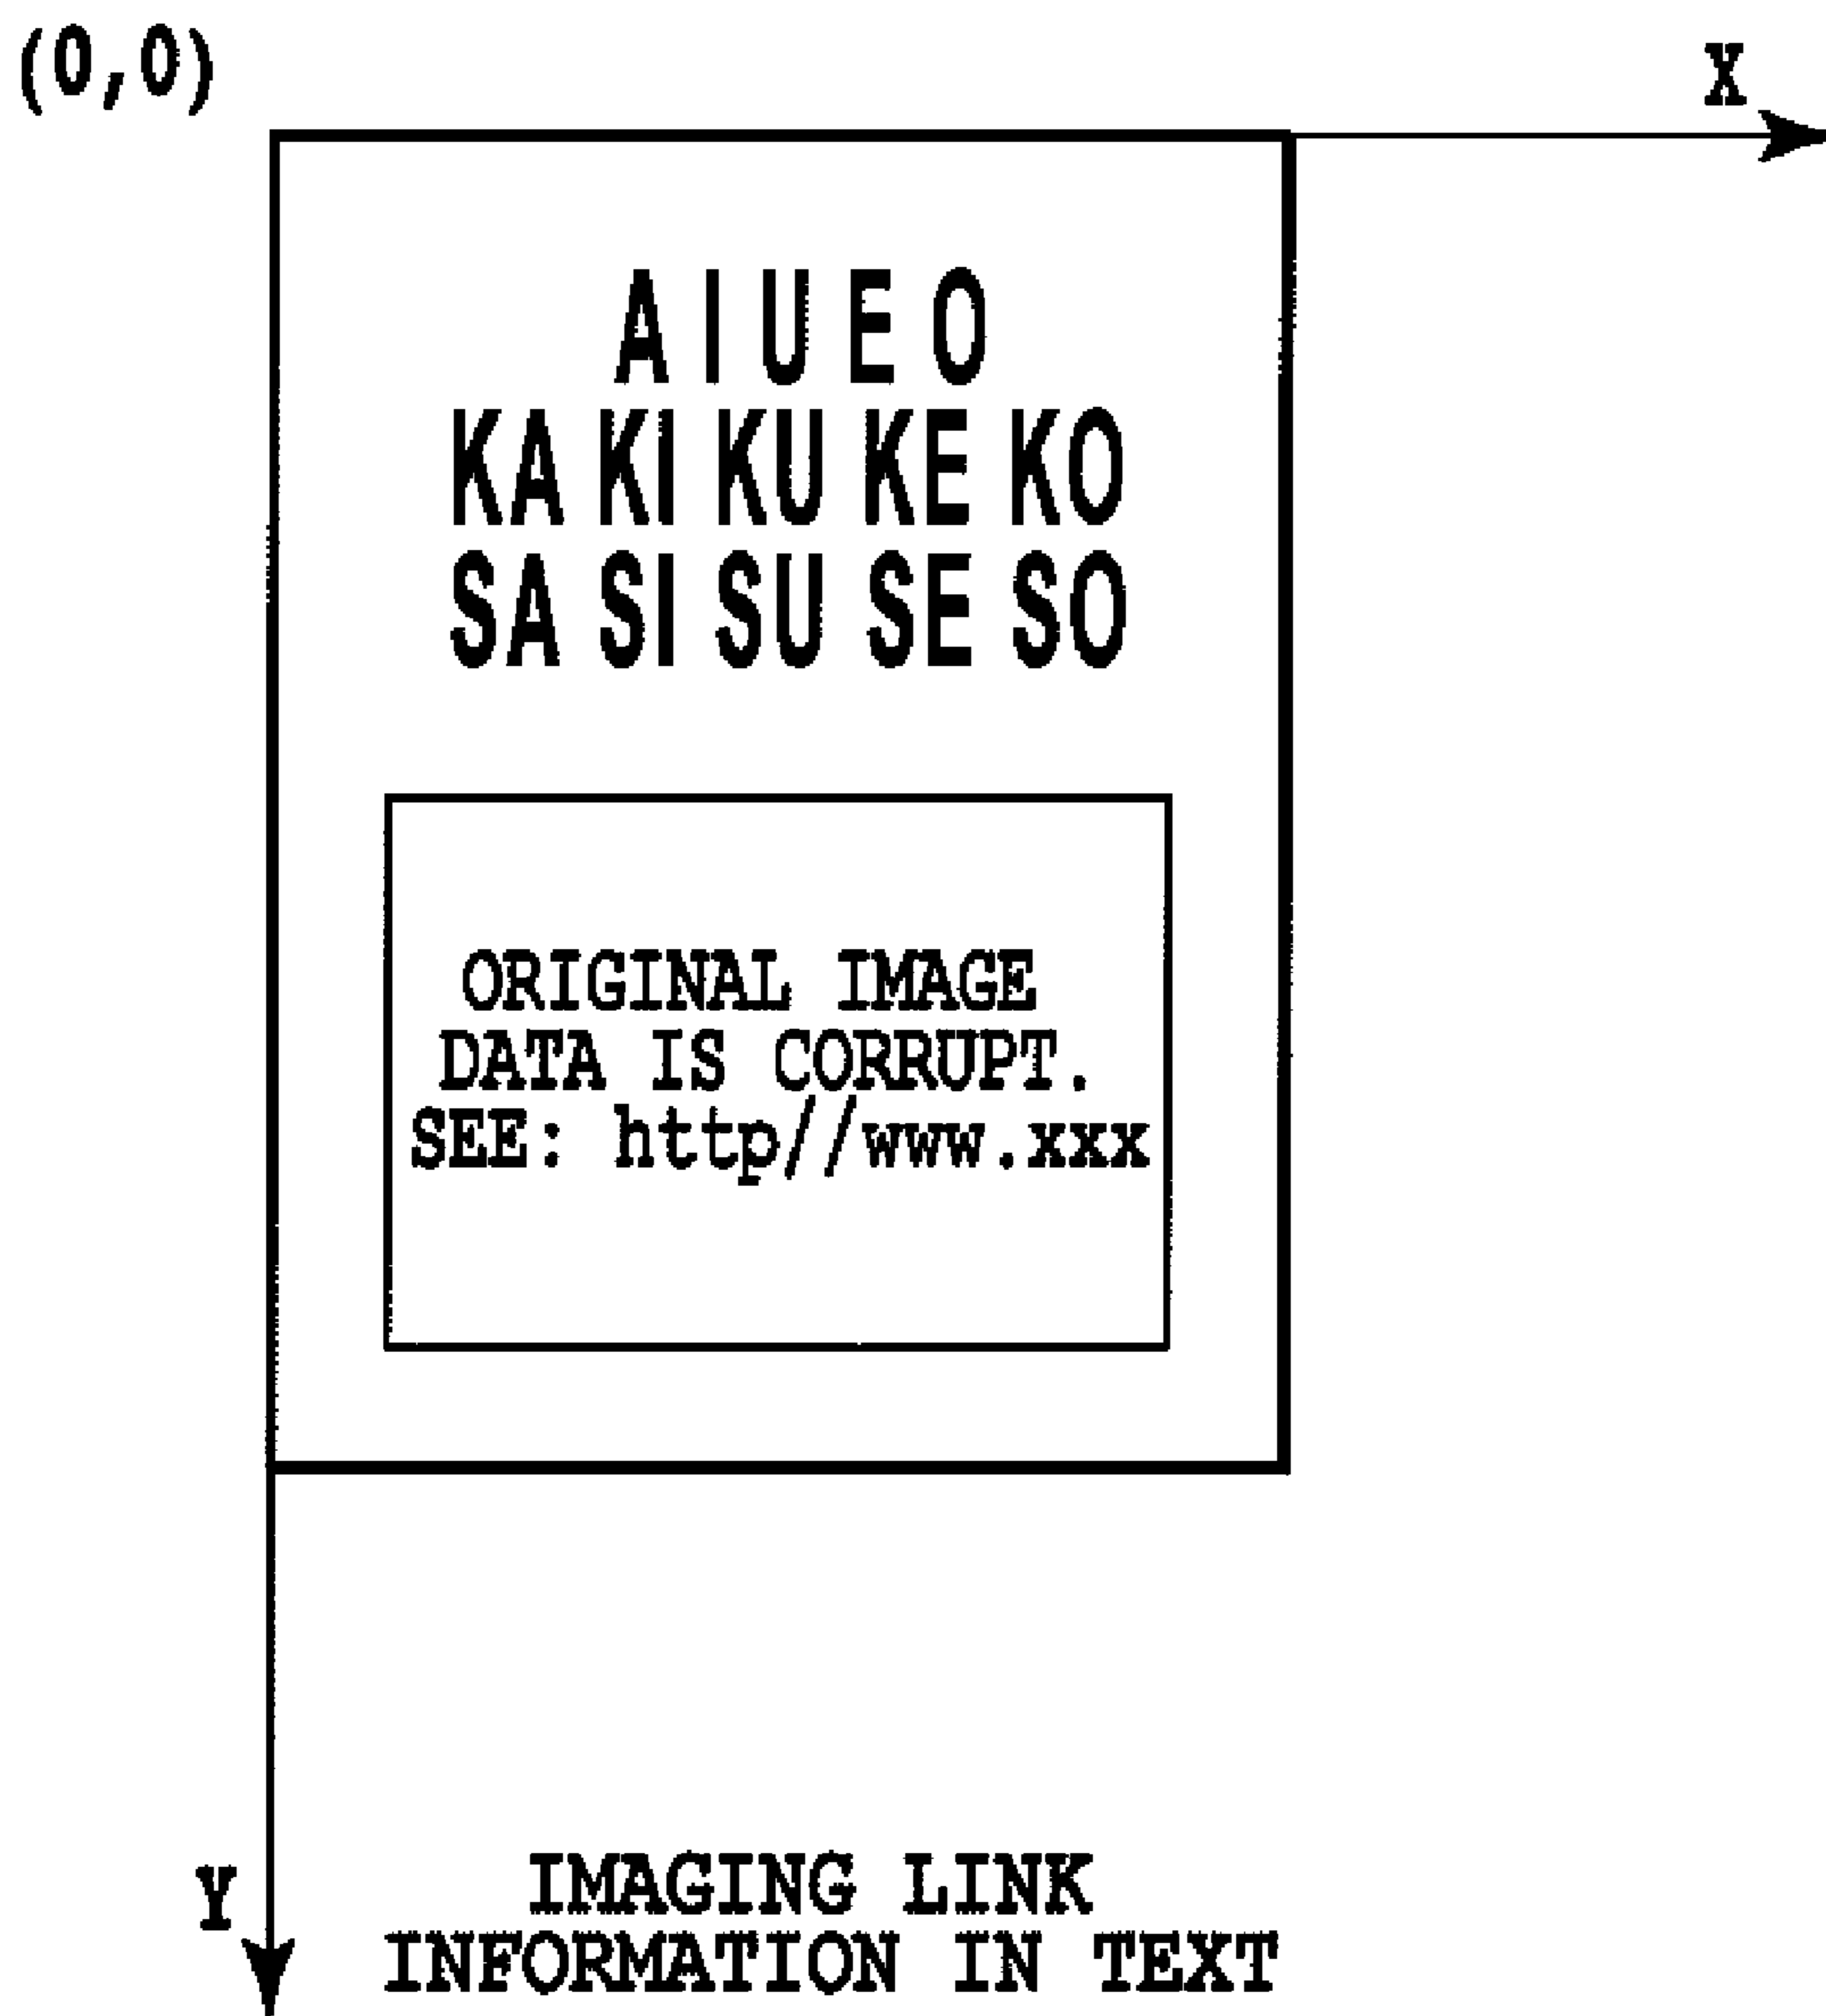 (0,0)
X
A I U E O
KA KI KU KE KO
SA SI SU SE SO
ORIGINAL IMAGE
DATA IS CORRUPT.
SEE: http//www.xxx
Y
IMAGING LINK
INFORMATION IN TEXT